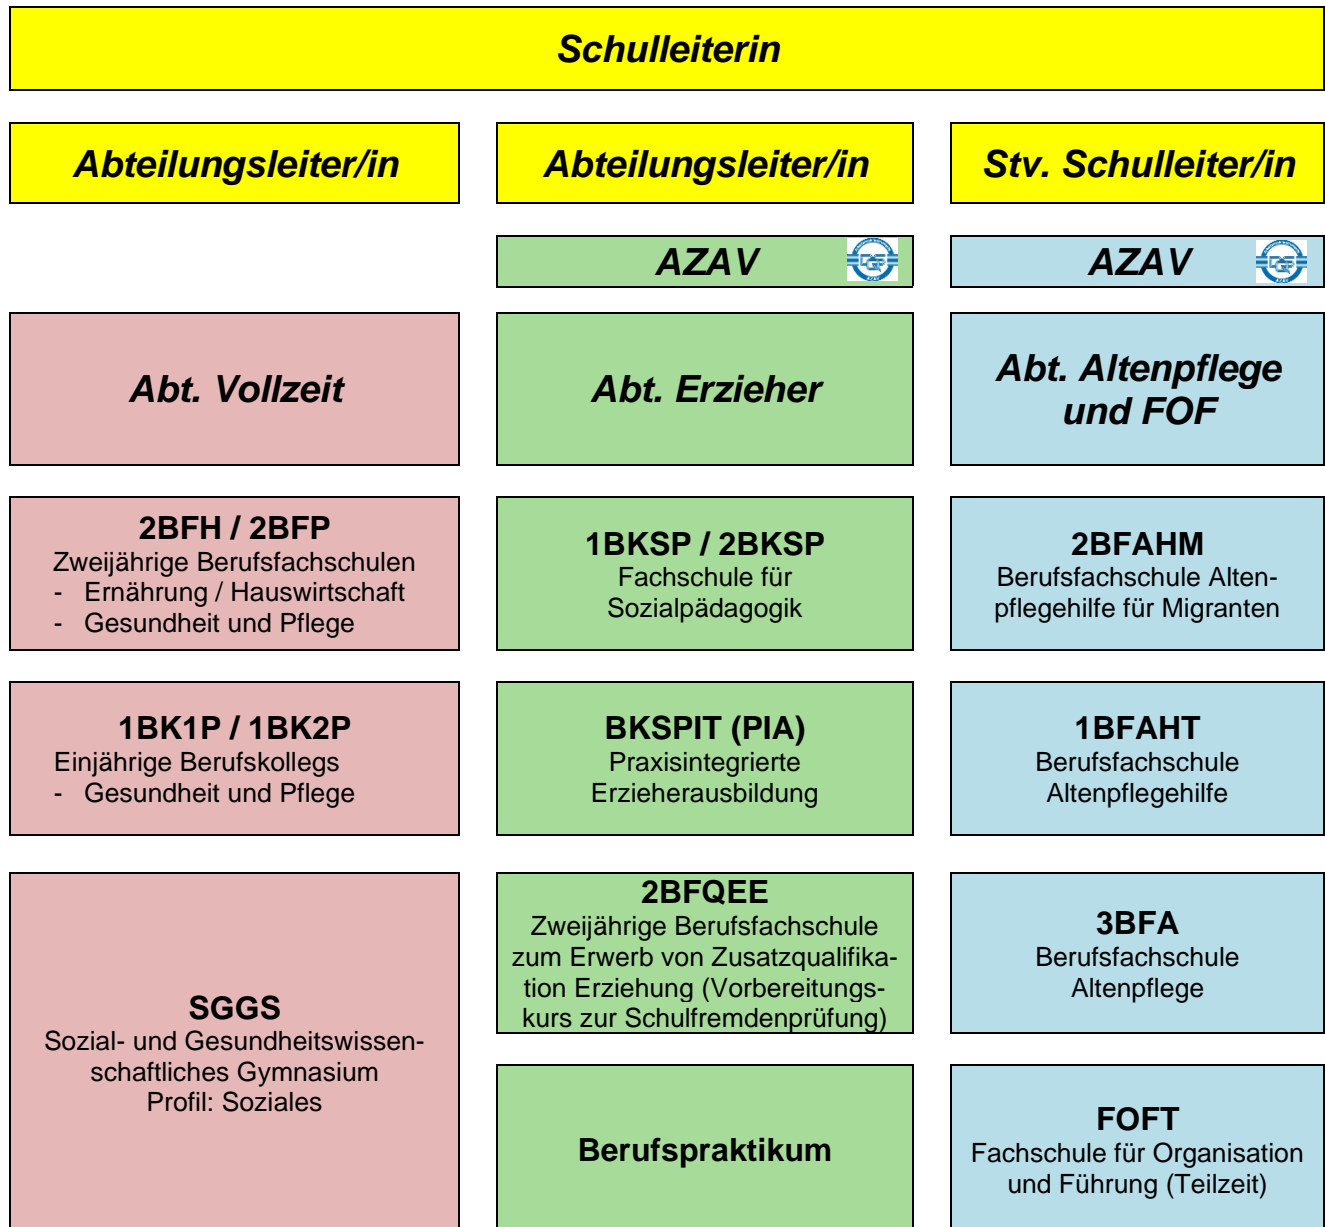 Schulleiterin
Abteilungsleiter/in
Abteilungsleiter/in
Stv. Schulleiter/in
AZAV
AZAV
Abt. Vollzeit
Abt. Erzieher
Abt. Altenpflege
und FOF
2BFH / 2BFP
Zweijährige Berufsfachschulen
- Ernährung / Hauswirtschaft
- Gesundheit und Pflege
1BKSP / 2BKSP
Fachschule für
Sozialpädagogik
2BFAHM
Berufsfachschule Alten-
pflegehilfe für Migranten
1BK1P / 1BK2P
Einjährige Berufskollegs
- Gesundheit und Pflege
BKSPIT (PIA)
Praxisintegrierte
Erzieherausbildung
1BFAHT
Berufsfachschule
Altenpflegehilfe
SGGS
Sozial- und Gesundheitswissen-
schaftliches Gymnasium
Profil: Soziales
2BFQEE
Zweijährige Berufsfachschule
zum Erwerb von Zusatzqualifika-
tion Erziehung (Vorbereitungs-
kurs zur Schulfremdenprüfung)
3BFA
Berufsfachschule
Altenpflege
Berufspraktikum
FOFT
Fachschule für Organisation
und Führung (Teilzeit)